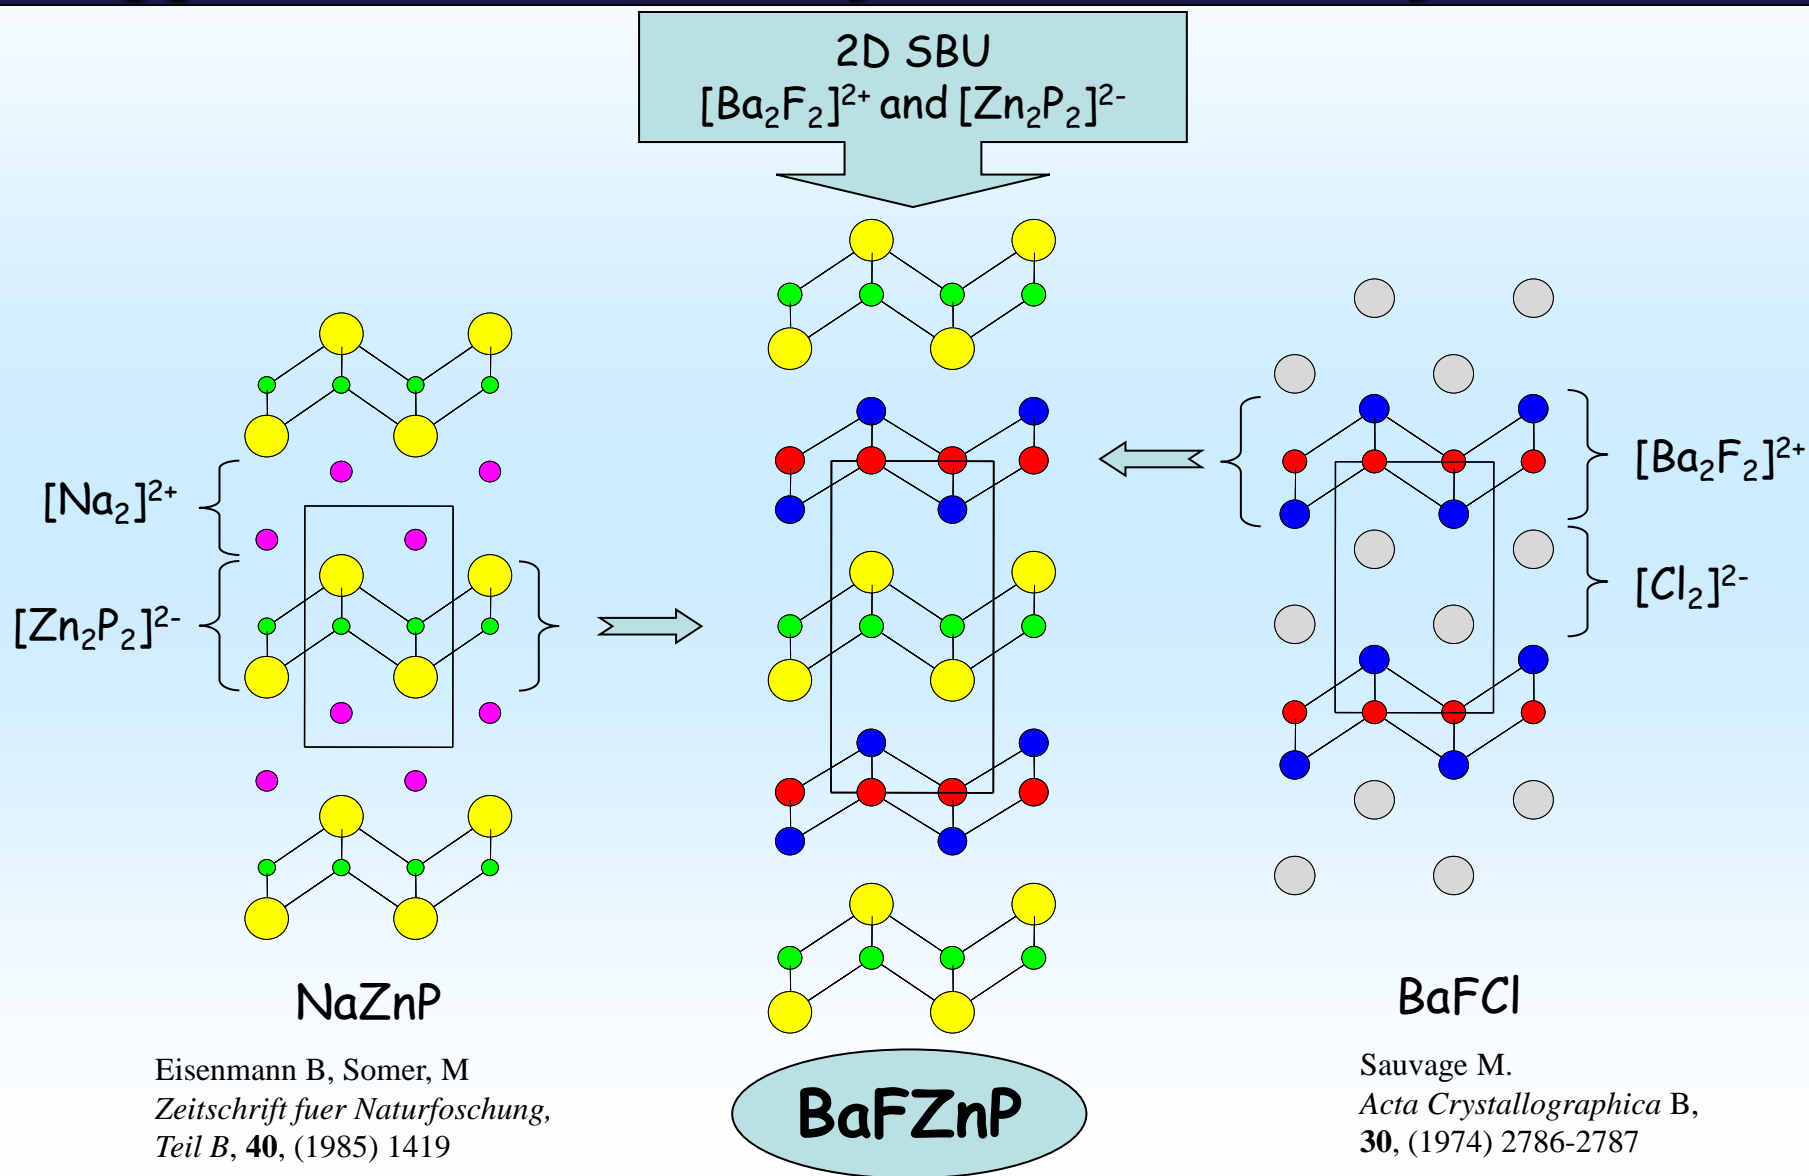 2D SBU
[Ba₂F₂]²⁺ and [Zn₂P₂]²⁻
[Na₂]²⁺
[Zn₂P₂]²⁻
[Ba₂F₂]²⁺
[Cl₂]²⁻
NaZnP
Eisenmann B, Somer, M
Zeitschrift fuer Naturfoschung,
Teil B, 40, (1985) 1419
BaFZnP
BaFCl
Sauvage M.
Acta Crystallographica B,
30, (1974) 2786-2787